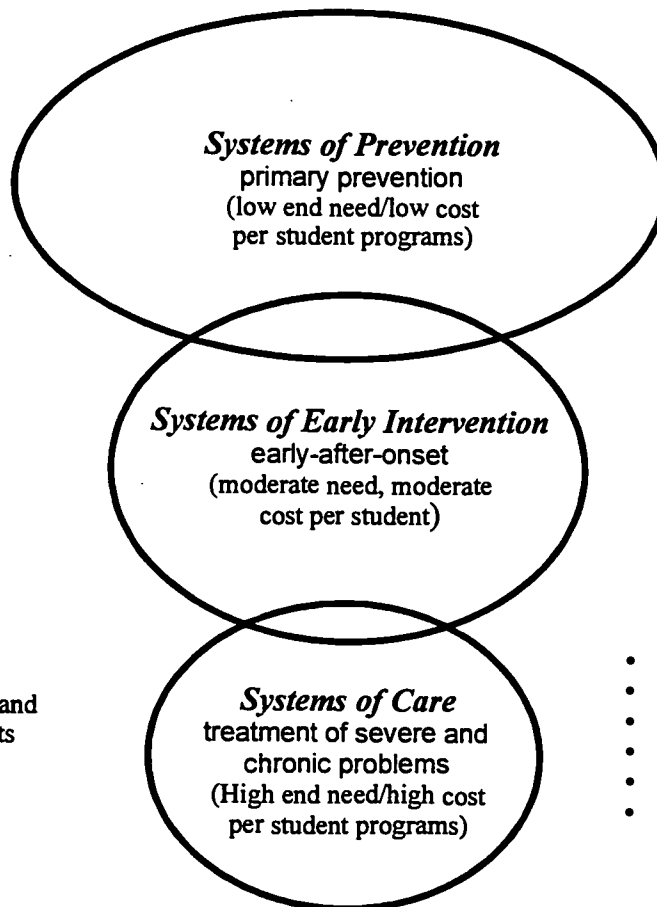 Systems of Prevention
primary prevention
(low end need/low cost
per student programs)
Systems of Early Intervention
early-after-onset
(moderate need, moderate
cost per student)
and
ts
Systems of Care
treatment of severe and
chronic problems
(High end need/high cost
per student programs)
•
•
•
•
•
•